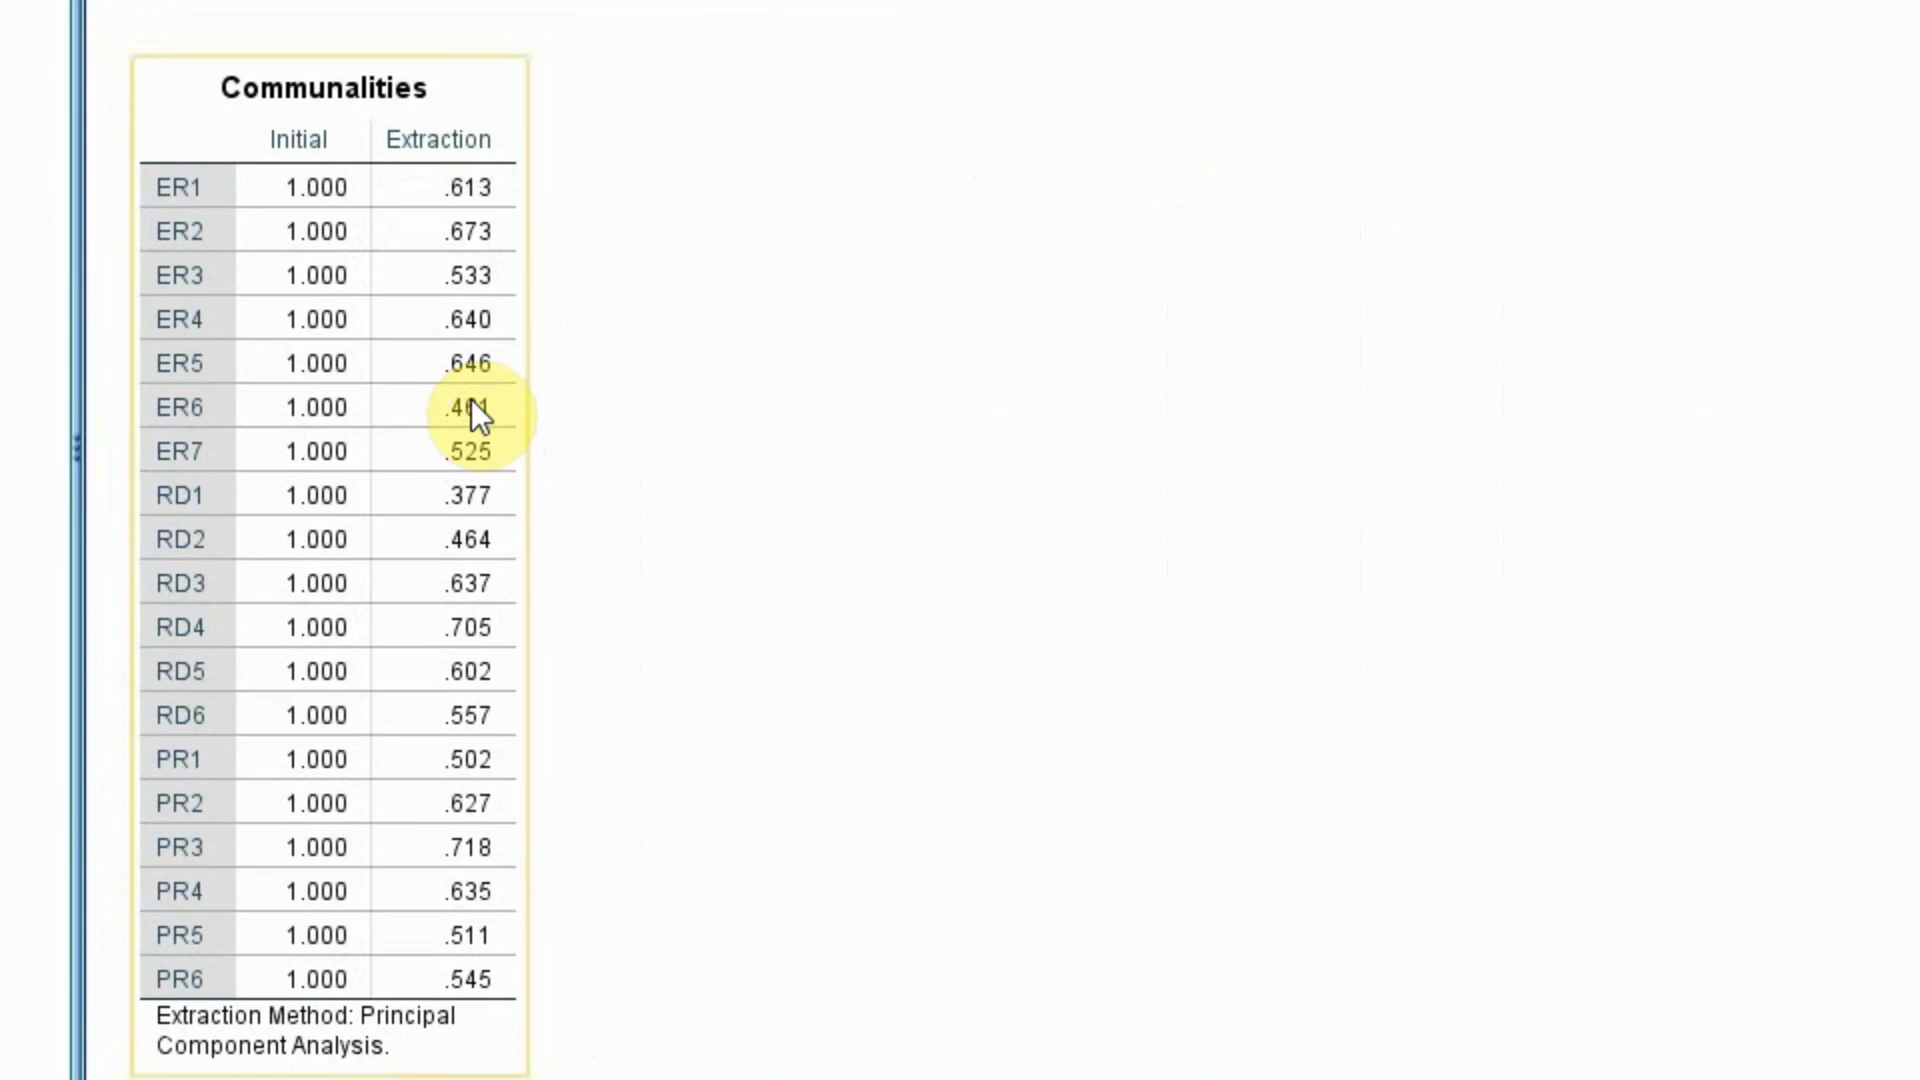 Communalities
Initial Extraction
ER1 1.000 .613
ER2 1.000 .673
ER3 1.000 .533
ER4 1.000 .640
ER5 1.000 .646
ER6 1.000
ER7 1.000 .525
RD1 1.000 .377
RD2 1.000 .464
RD3 1.000 .637
RD4 1.000 .705
RD5 1.000 .602
RD6 1.000 .557
PR1 1.000 .502
PR2 1.000 .627
PR3 1.000 .718
PR4 1.000 .635
PR5 1.000 .511
PR6 1.000 .545
Extraction Method: Principal
Component Analysis.